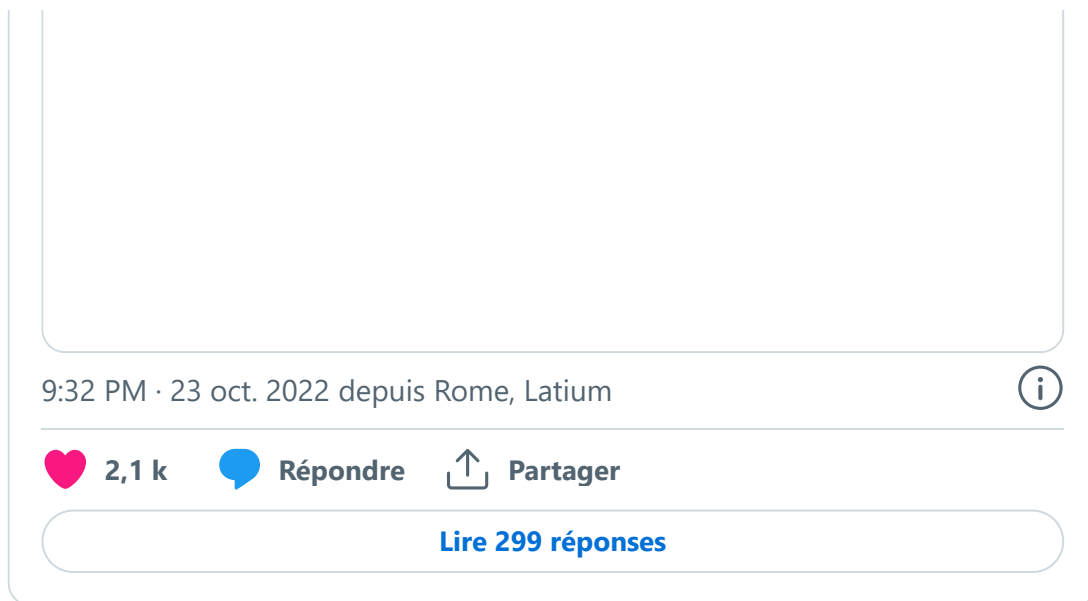 9:32 PM · 23 oct. 2022 depuis Rome, Latium
2,1 k Répondre Partager
Lire 299 réponses